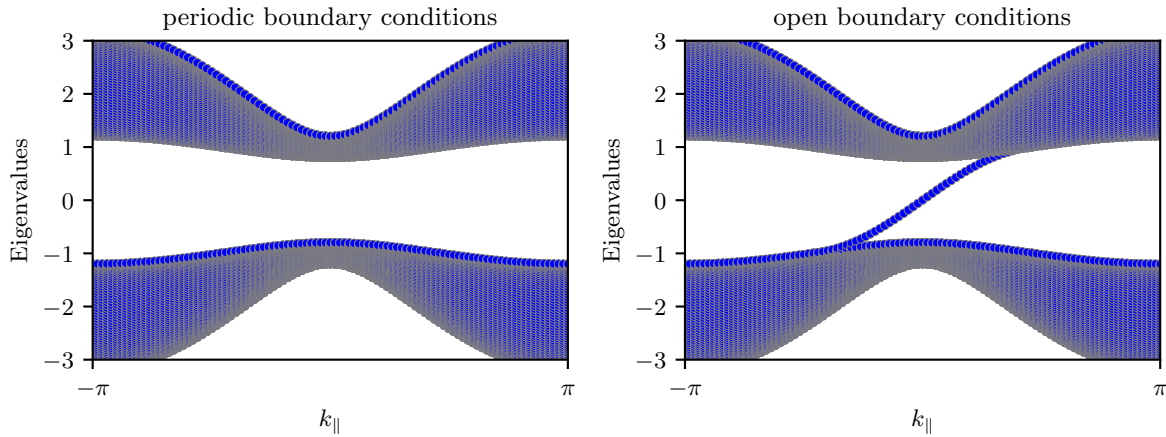 periodic boundary conditions
3
2
1
0
−1
−2
−3
Eigenvalues
−π
π
k∥
open boundary conditions
3
2
1
0
−1
−2
−3
Eigenvalues
−π
π
k∥